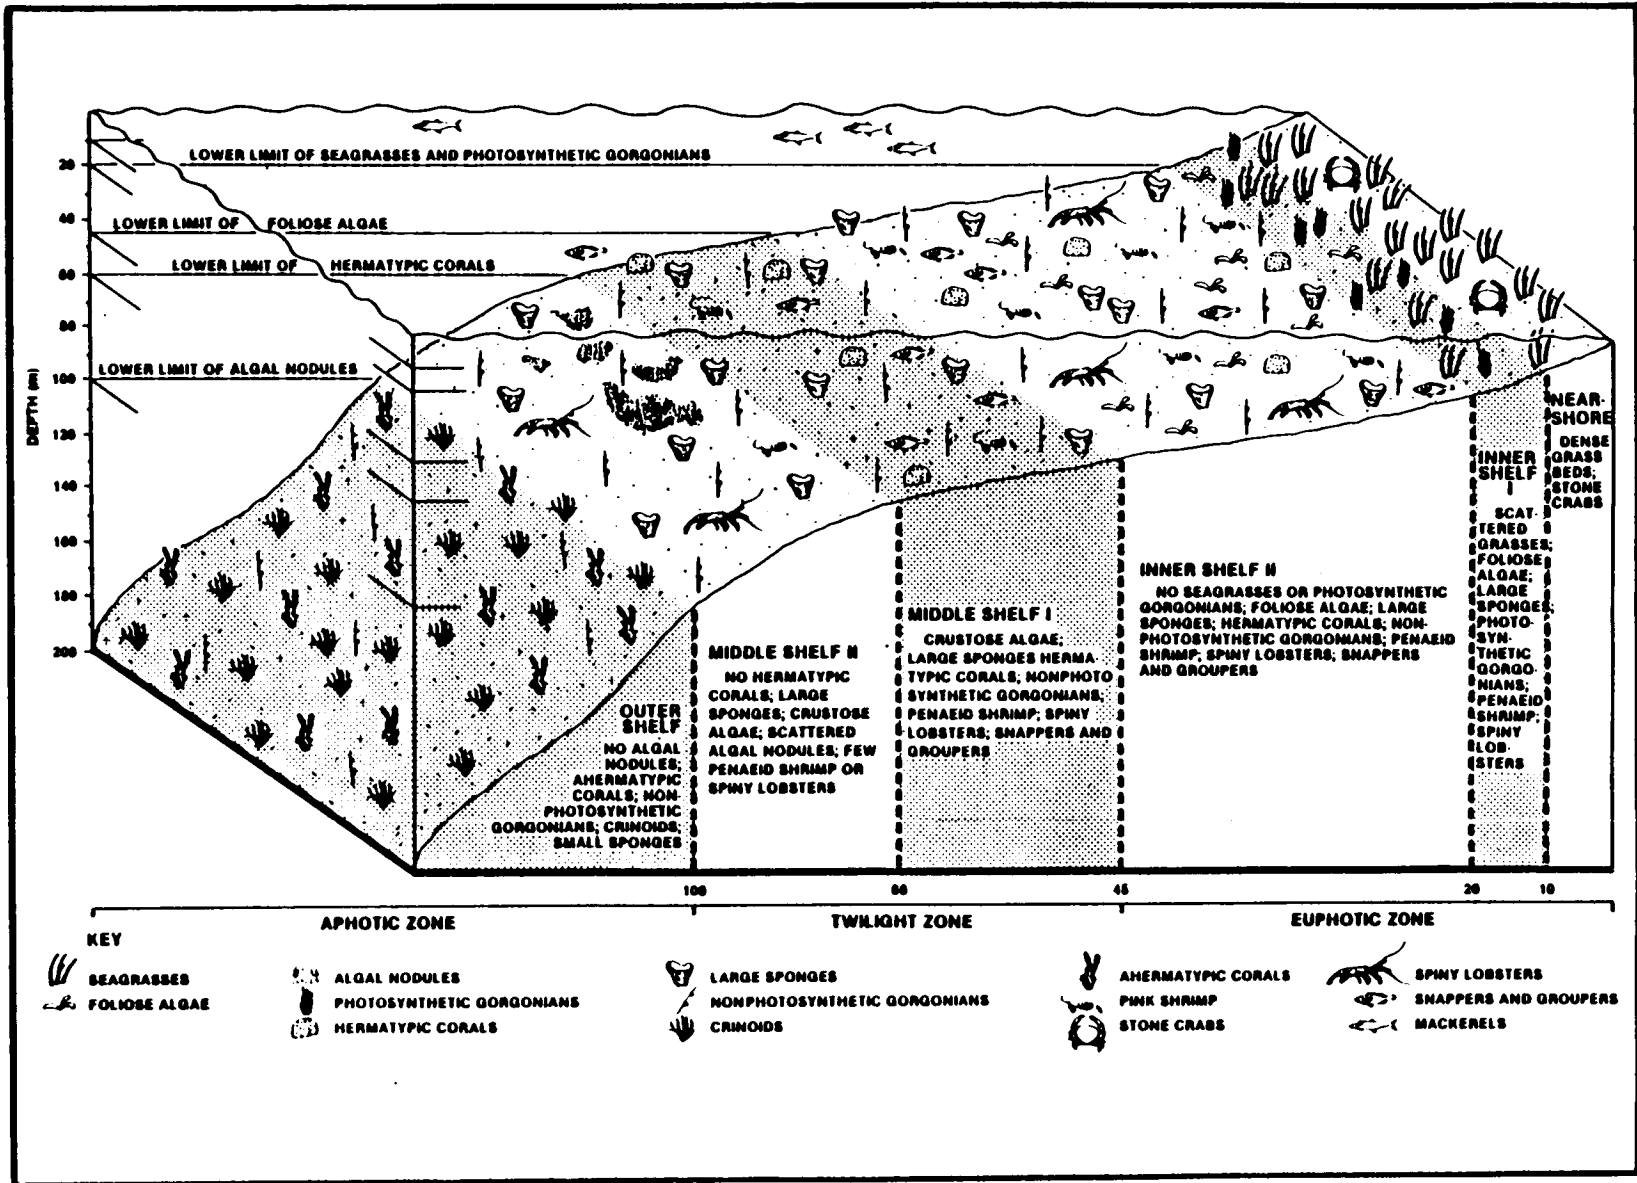 LOWER LIMIT OF SEAGRASSES AND PHOTOSYNTHETIC GORGONIANS
20
40
LOWER LIMIT OF FOLIOSE ALGAE
LOWER LIMIT OF HERMATYPIC CORALS
60
80
LOWER LIMIT OF ALGAL NODULES
100
DEPTH (m)
120
140
160
180
200
NEAR-
SHORE
DENSE
GRASS
BEDS;
STONE
CRABS
INNER
SHELF
I
SCAT-
TERED
GRASSES;
FOLIOSE
ALGAE;
LARGE
SPONGES;
PHOTO-
SYN-
THETIC
GORGO-
NIANS;
PENAEID
SHRIMP;
SPINY
LOB-
STERS
INNER SHELF II
NO SEAGRASSES OR PHOTOSYNTHETIC
GORGONIANS; FOLIOSE ALGAE; LARGE
SPONGES; HERMATYPIC CORALS; NON-
PHOTOSYNTHETIC GORGONIANS; PENAEID
SHRIMP; SPINY LOBSTERS; SNAPPERS
AND GROUPERS
MIDDLE SHELF I
CRUSTOSE ALGAE;
LARGE SPONGES HERMA-
TYPIC CORALS; NONPHOTO
SYNTHETIC GORGONIANS;
PENAEID SHRIMP; SPINY
LOBSTERS; SNAPPERS AND
GROUPERS
MIDDLE SHELF II
NO HERMATYPIC
CORALS; LARGE
SPONGES; CRUSTOSE
ALGAE; SCATTERED
ALGAL NODULES; FEW
PENAEID SHRIMP OR
SPINY LOBSTERS
OUTER
SHELF
NO ALGAL
NODULES;
AHERMATYPIC
CORALS; NON-
PHOTOSYNTHETIC
GORGONIANS; CRINOIDS;
SMALL SPONGES
100 60 45 20 10
APHOTIC ZONE TWILIGHT ZONE EUPHOTIC ZONE
KEY
SEAGRASSES
FOLIOSE ALGAE
ALGAL NODULES
PHOTOSYNTHETIC GORGONIANS
HERMATYPIC CORALS
LARGE SPONGES
NONPHOTOSYNTHETIC GORGONIANS
CRINOIDS
AHERMATYPIC CORALS
PINK SHRIMP
STONE CRABS
SPINY LOBSTERS
SNAPPERS AND GROUPERS
MACKERELS